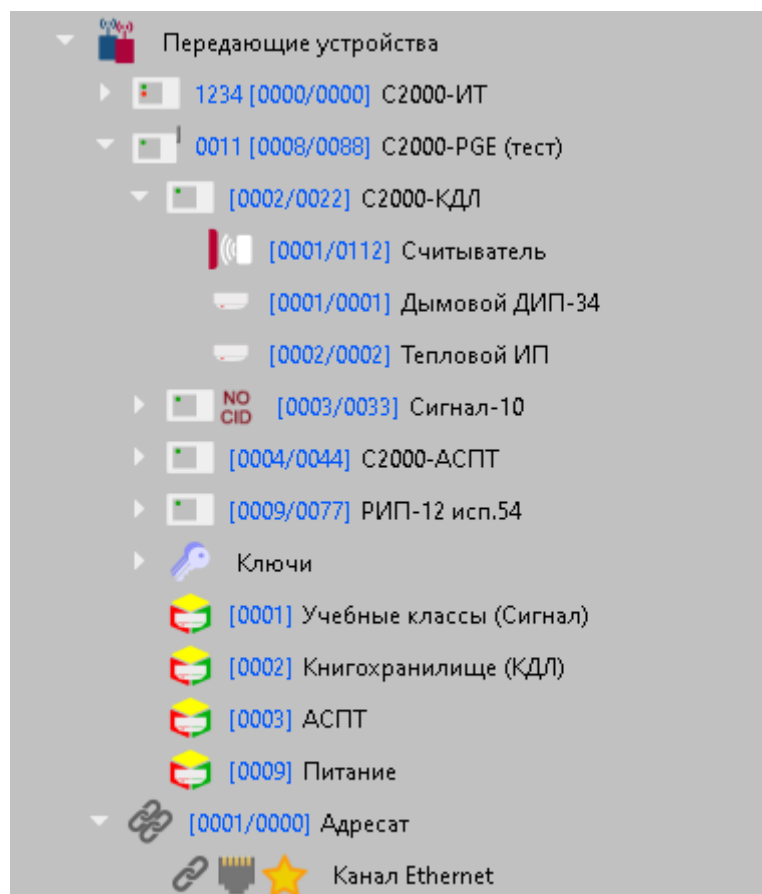 Передающие устройства
1234 [0000/0000] С2000-ИТ
0011 [0008/0088] С2000-PGE (тест)
[0002/0022] С2000-КДЛ
[0001/0112] Считыватель
[0001/0001] Дымовой ДИП-34
[0002/0002] Тепловой ИП
NO CID [0003/0033] Сигнал-10
[0004/0044] С2000-АСПТ
[0009/0077] РИП-12 исп.54
Ключи
[0001] Учебные классы (Сигнал)
[0002] Книгохранилище (КДЛ)
[0003] АСПТ
[0009] Питание
[0001/0000] Адресат
Канал Ethernet